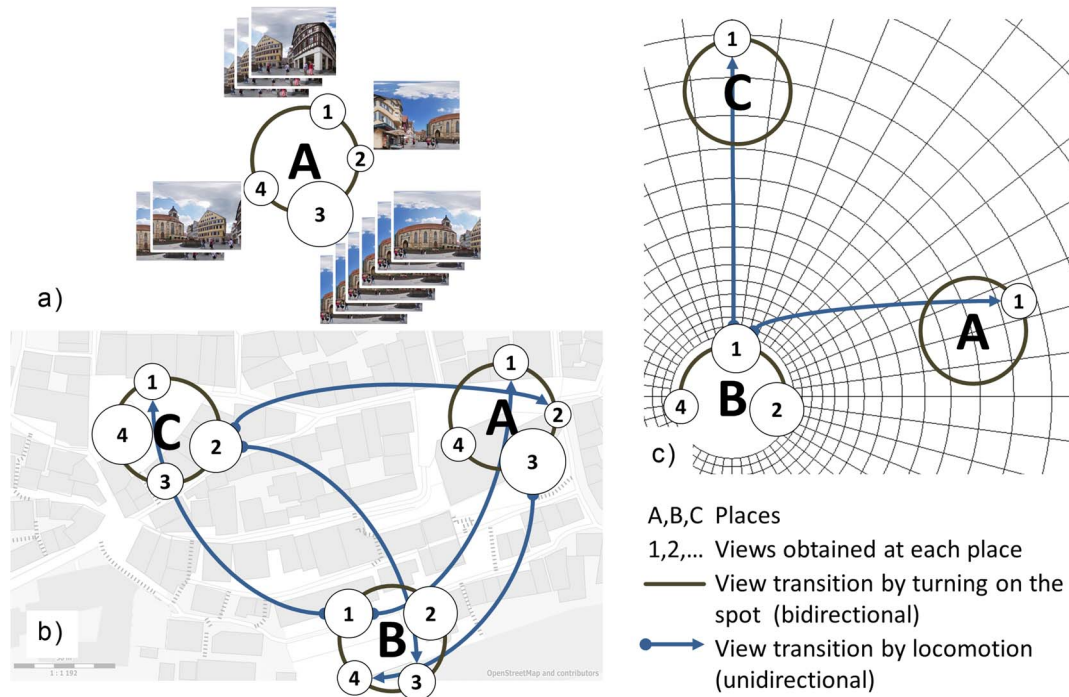 1
A
2
4
3
a)
1
C
1
A
1
B
4
2
c)
1
4
C
2
3
1
A
2
4
3
1
2
B
4
3
b)
1 : 1 192
OpenStreetMap and contributors
A,B,C Places
1,2,... Views obtained at each place
View transition by turning on the
spot (bidirectional)
View transition by locomotion
(unidirectional)